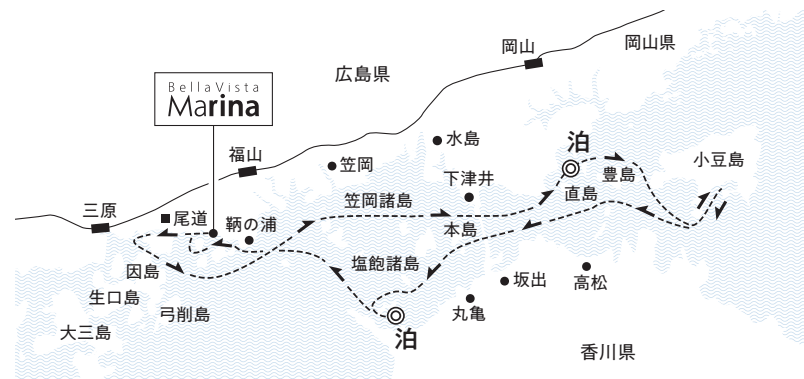 岡山
岡山県
広島県
BellaVista
Marina
水島
泊
福山
笠岡
下津井
豊島
小豆島
直島
三原
尾道
鞆の浦
笠岡諸島
本島
因島
塩飽諸島
坂出
高松
生口島
弓削島
丸亀
大三島
泊
香川県